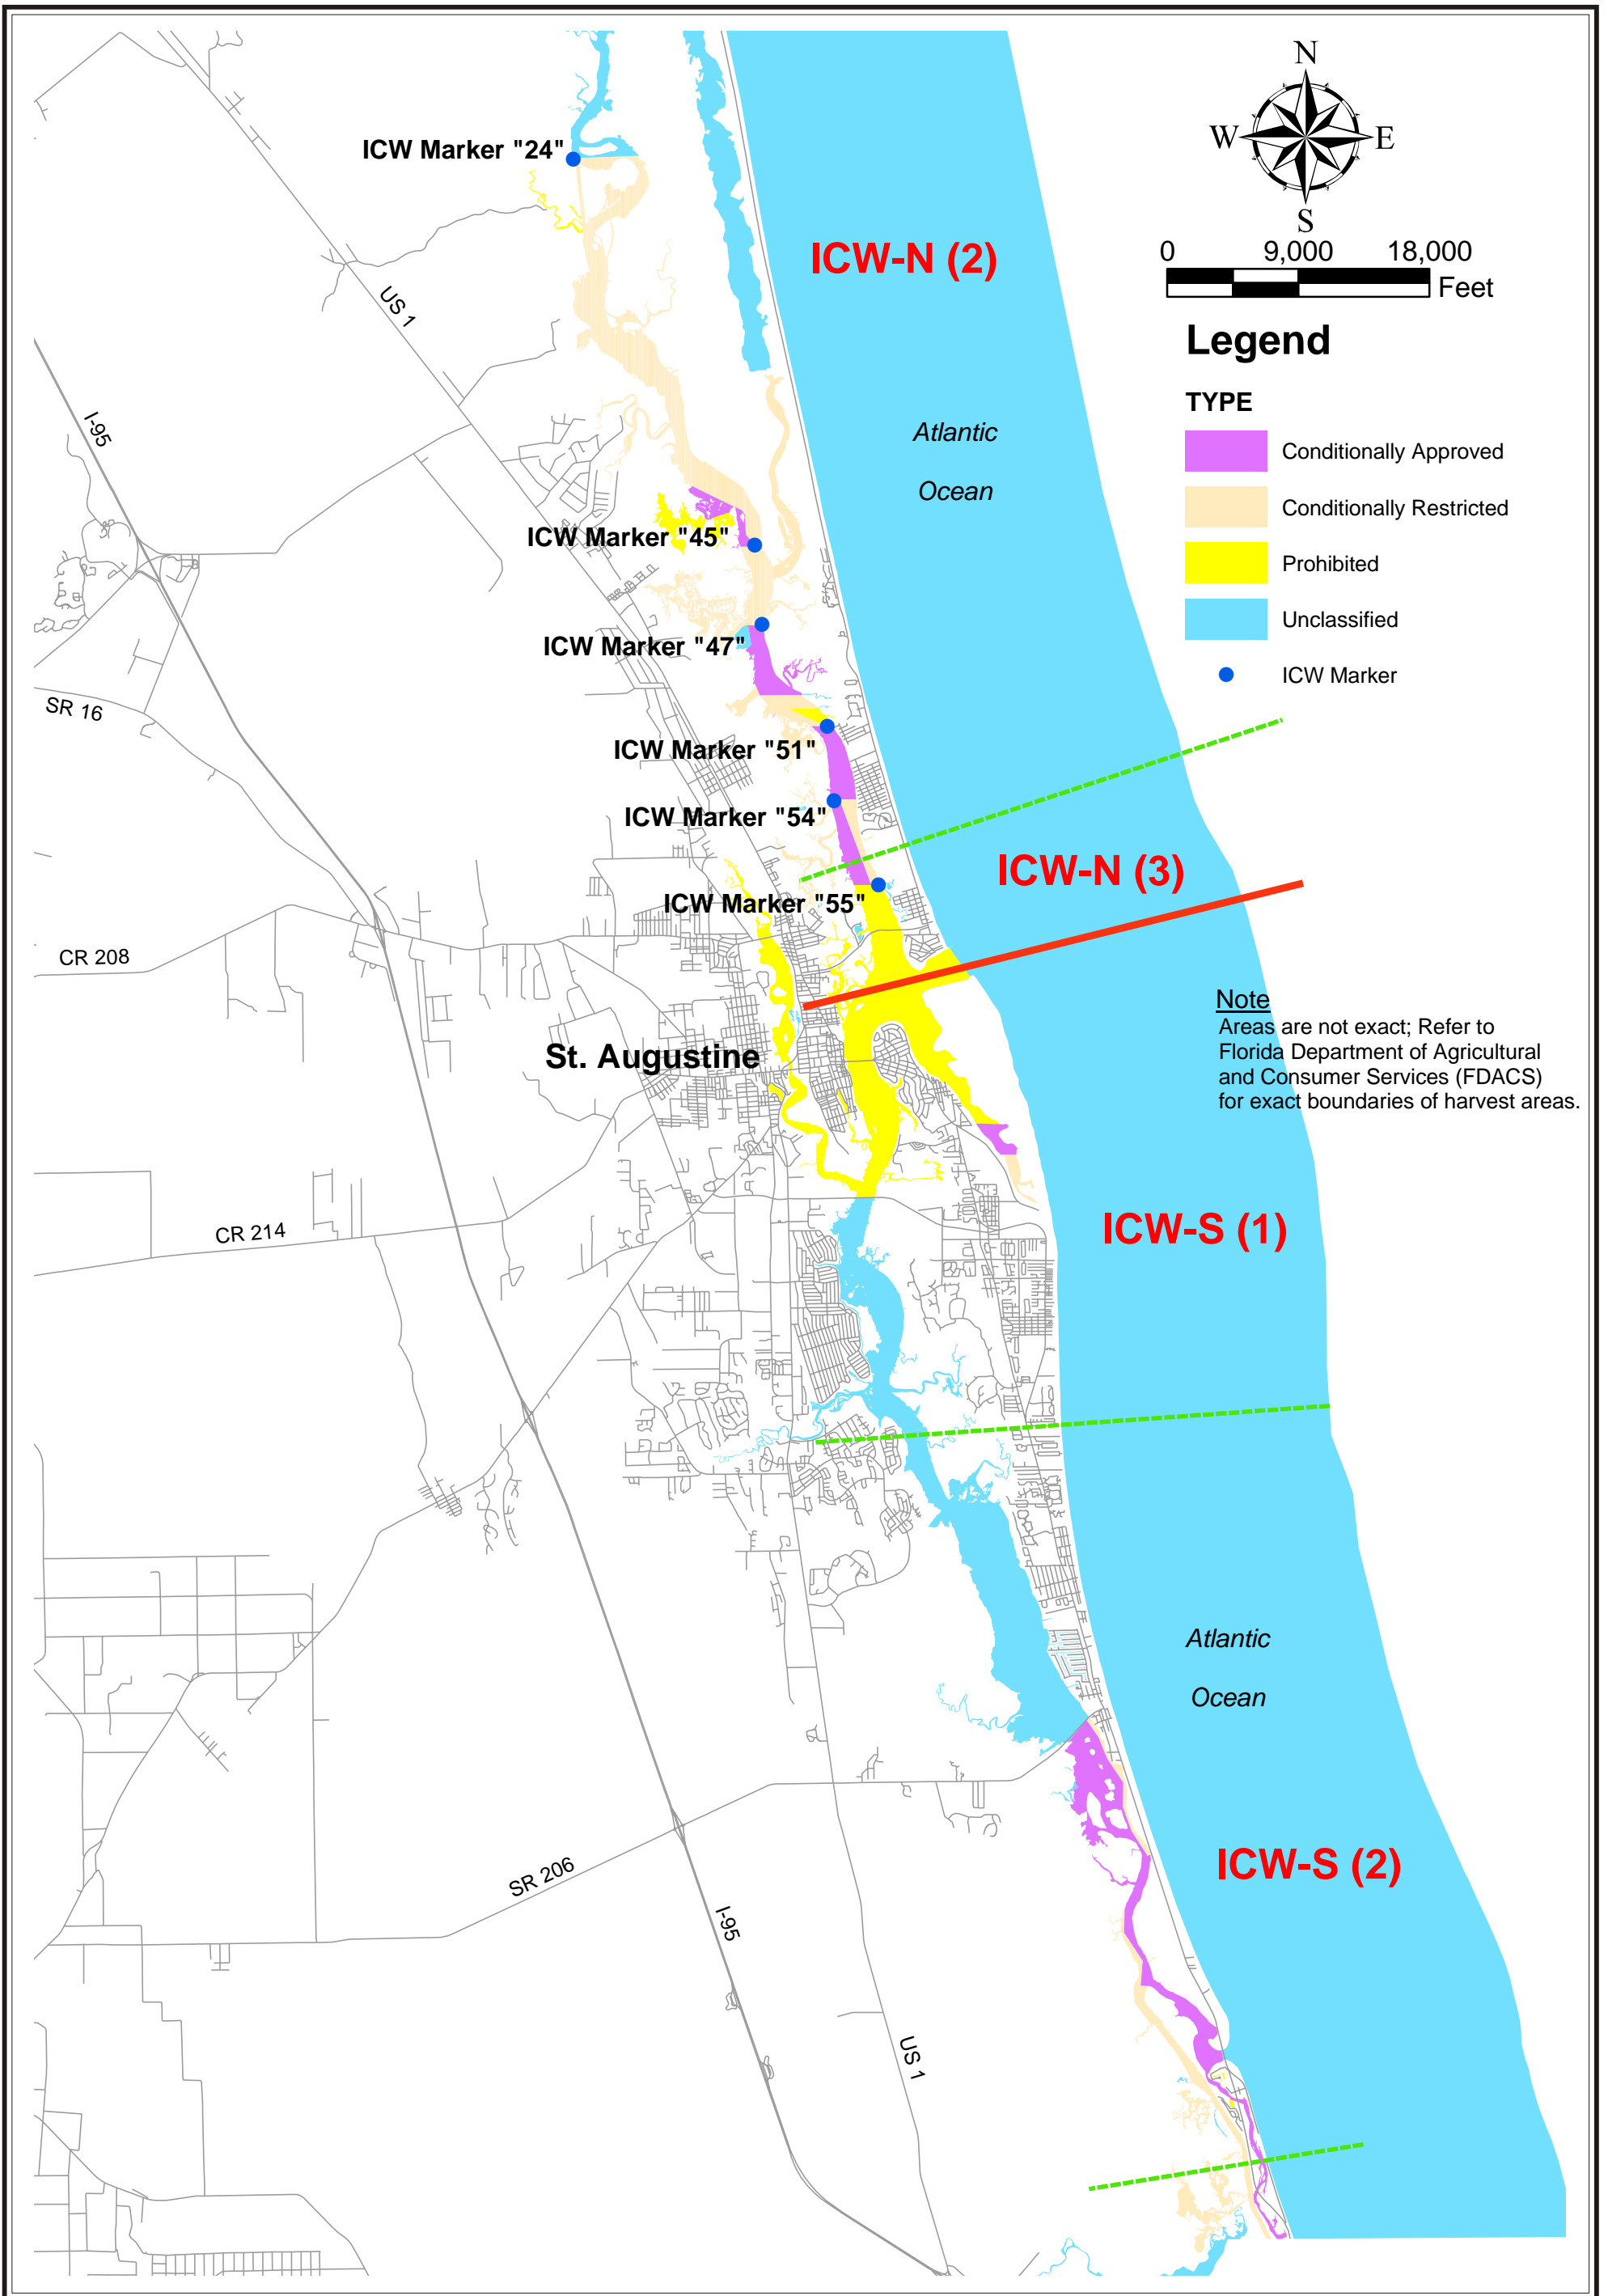 N
W
E
S
0
9,000
18,000
Feet
Legend
TYPE
Conditionally Approved
Conditionally Restricted
Prohibited
Unclassified
ICW Marker
ICW Marker "24"
ICW-N (2)
US 1
I-95
Atlantic
Ocean
ICW Marker "45"
ICW Marker "47"
SR 16
ICW Marker "51"
ICW Marker "54"
ICW-N (3)
ICW Marker "55"
CR 208
Note
Areas are not exact; Refer to
Florida Department of Agricultural
and Consumer Services (FDACS)
for exact boundaries of harvest areas.
St. Augustine
CR 214
ICW-S (1)
Atlantic
Ocean
ICW-S (2)
SR 206
I-95
US 1